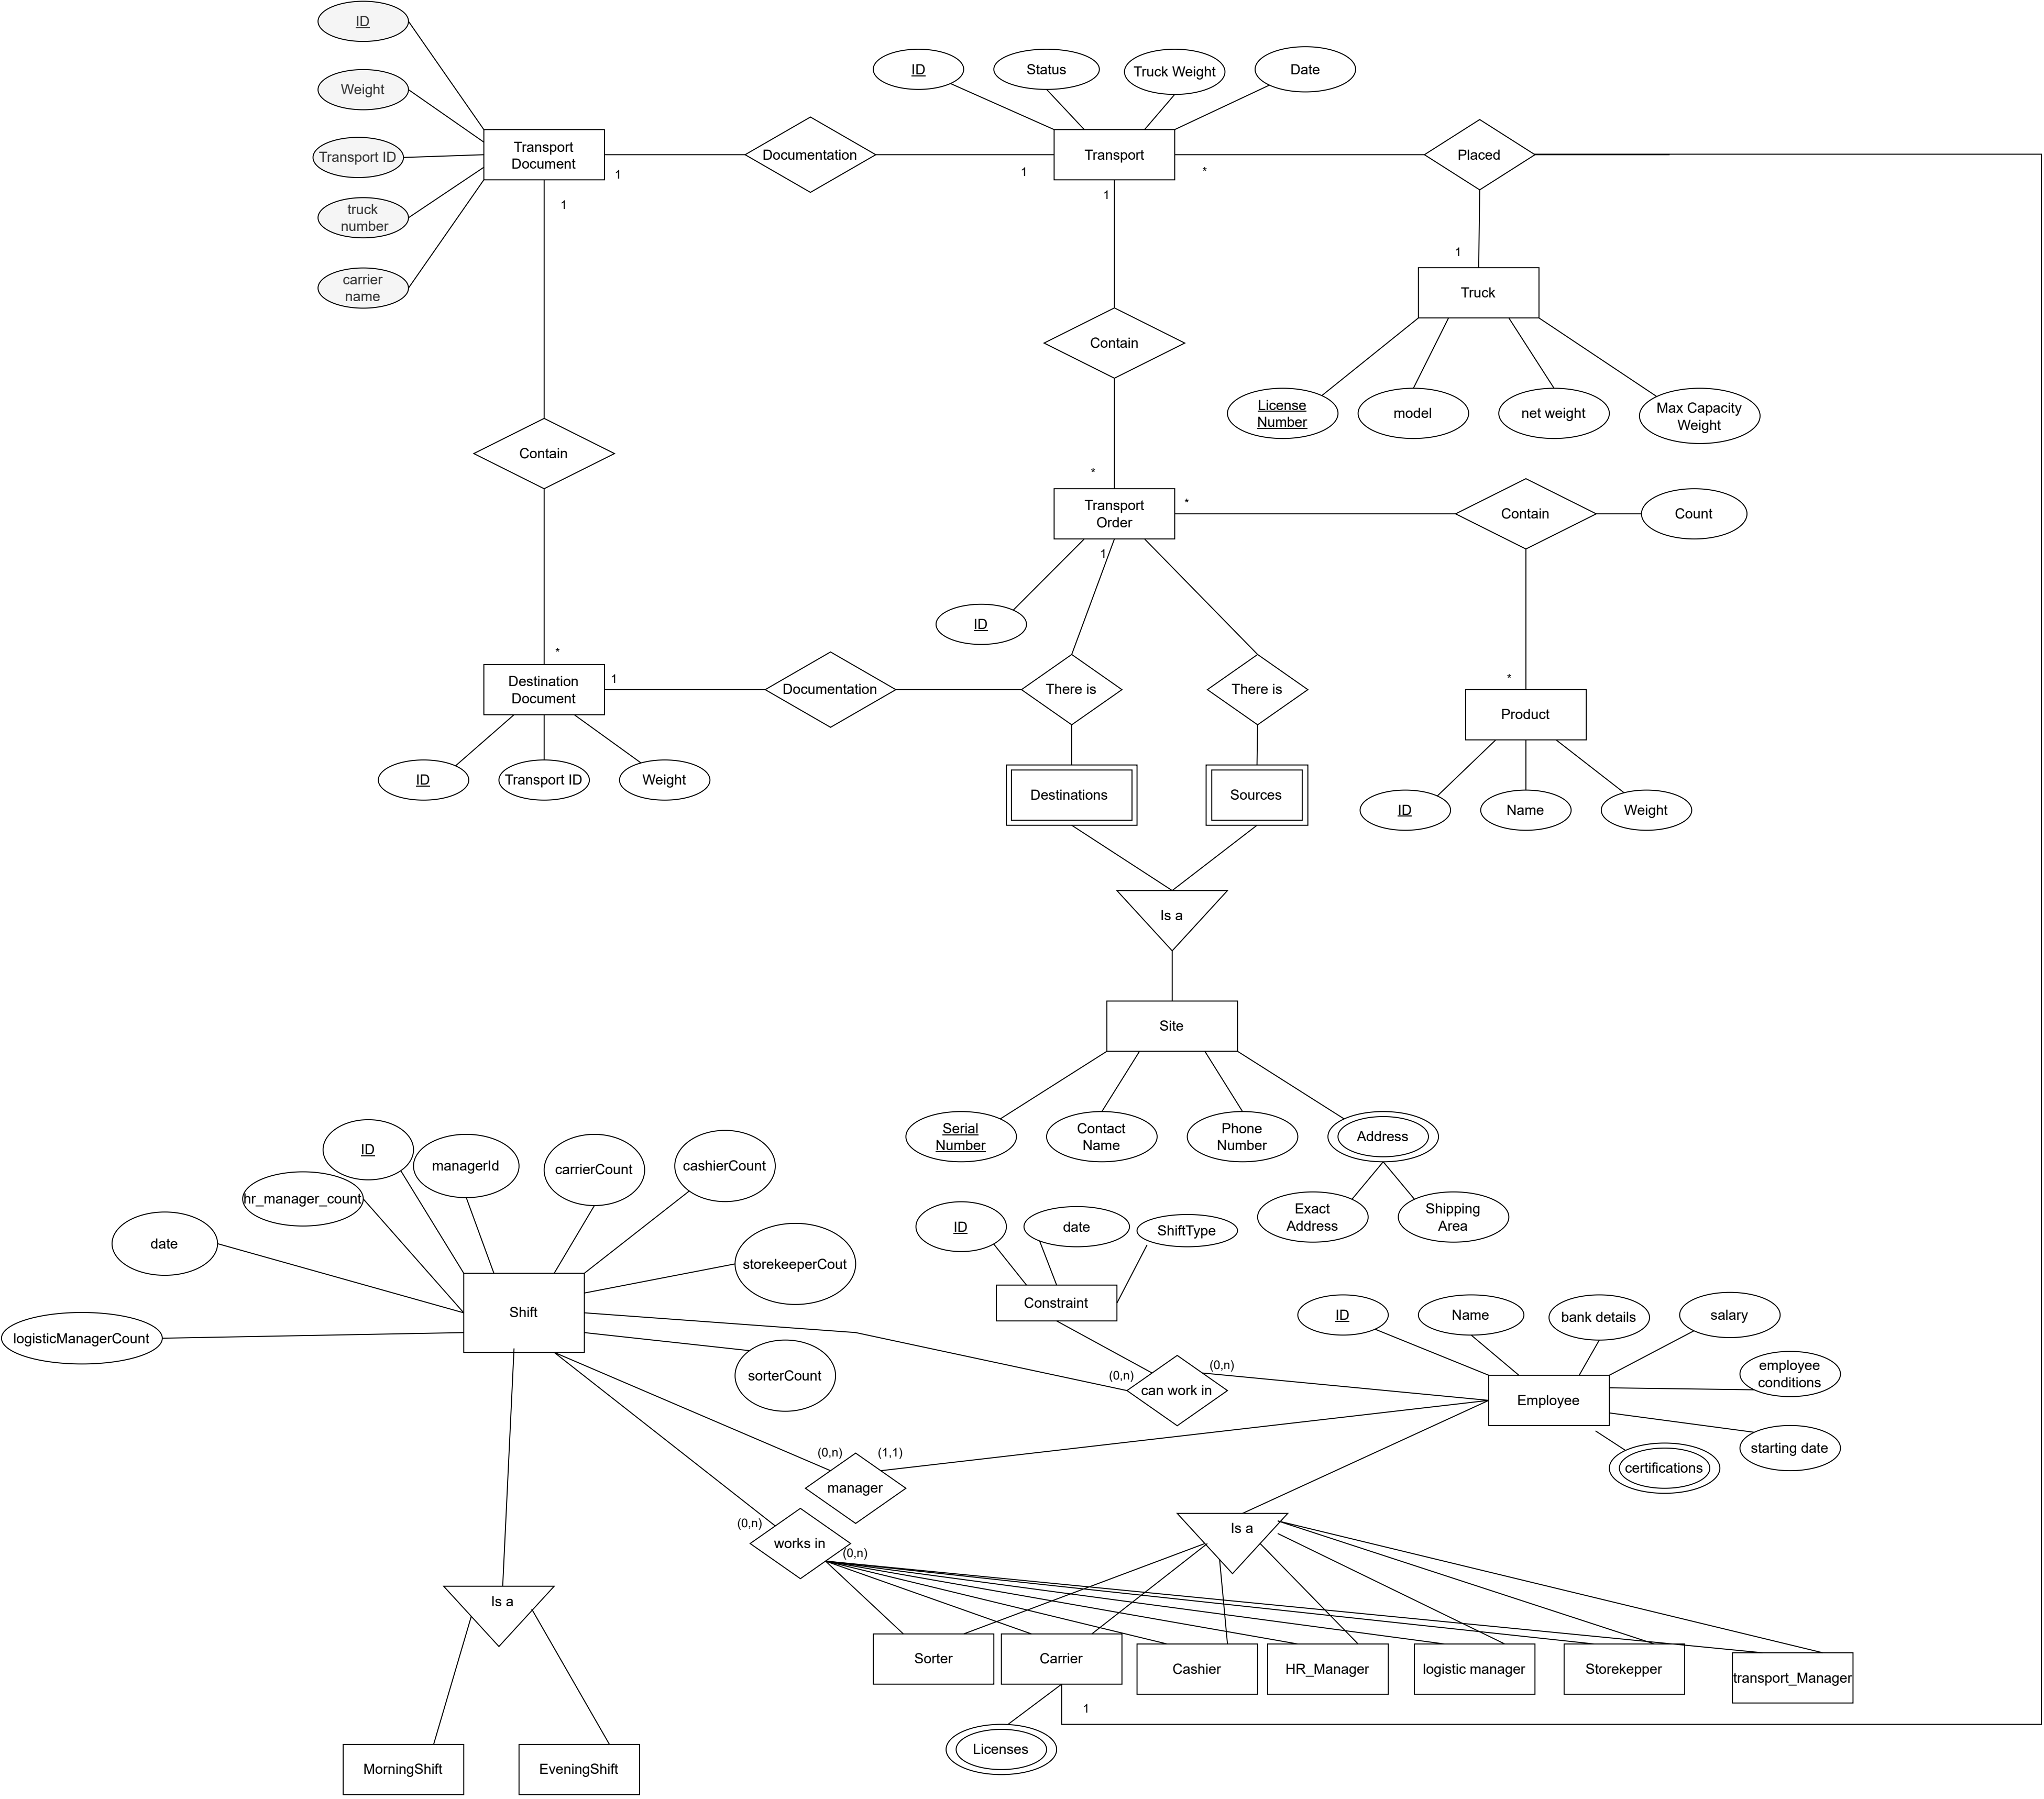 ID
Weight
Transport ID
truck
number
carrier
name
Transport
Document
1
1
Documentation
1
ID
Status
Truck Weight
Date
Transport
1
*
Placed
1
Truck
License
Number
model
net weight
Max Capacity
Weight
Contain
*
Transport
Order
*
1
Contain
Count
ID
Contain
*
Destination
Document
1
Documentation
There is
There is
*
Product
ID
Transport ID
Weight
Destinations
Sources
ID
Name
Weight
Is a
Site
Serial
Number
Contact
Name
Phone
Number
Address
Exact
Address
Shipping
Area
ID
managerId
carrierCount
cashierCount
hr_manager_count
date
storekeeperCout
logisticManagerCount
Shift
sorterCount
ID
date
ShiftType
Constraint
(0,n)
can work in
(0,n)
ID
Name
bank details
salary
employee
conditions
Employee
starting date
certifications
(0,n)
(1,1)
manager
(0,n)
works in
(0,n)
Is a
Is a
Sorter
Carrier
Cashier
HR_Manager
logistic manager
Storekepper
transport_Manager
1
Licenses
MorningShift
EveningShift